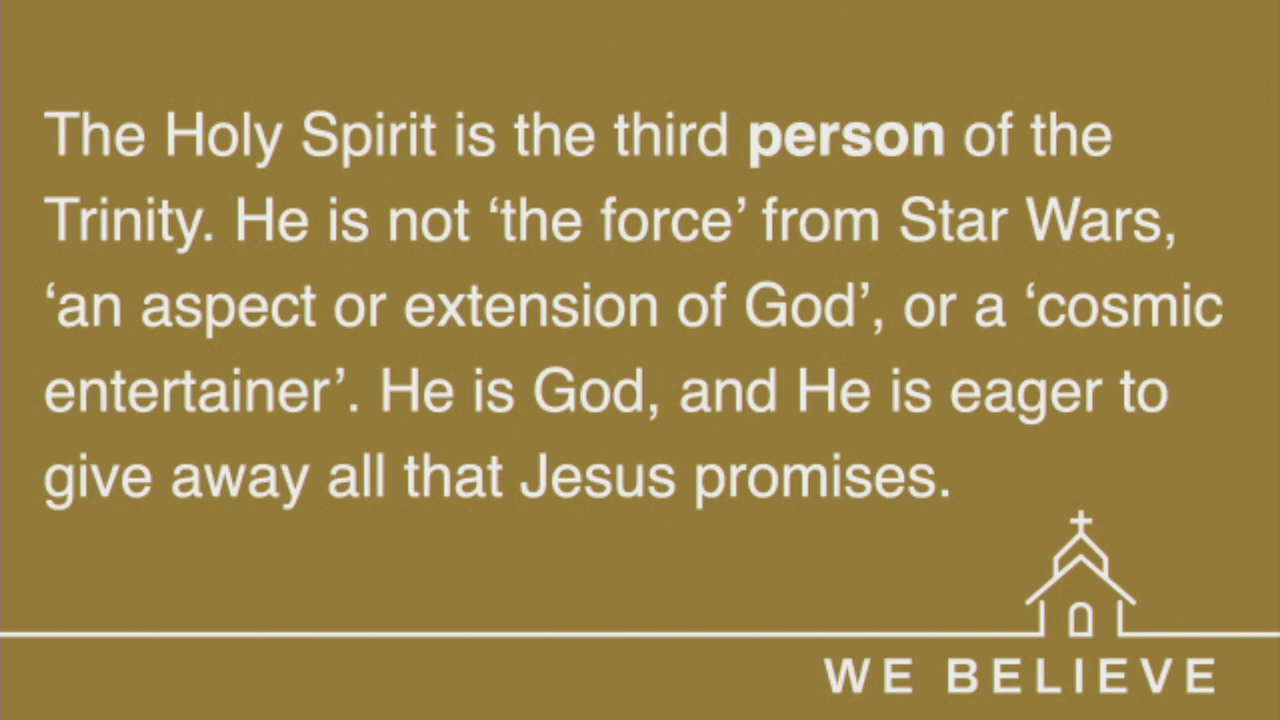 The Holy Spirit is the third person of the
Trinity. He is not ‘the force’ from Star Wars,
‘an aspect or extension of God’, or a ‘cosmic
entertainer’. He is God, and He is eager to
give away all that Jesus promises.
WE BELIEVE